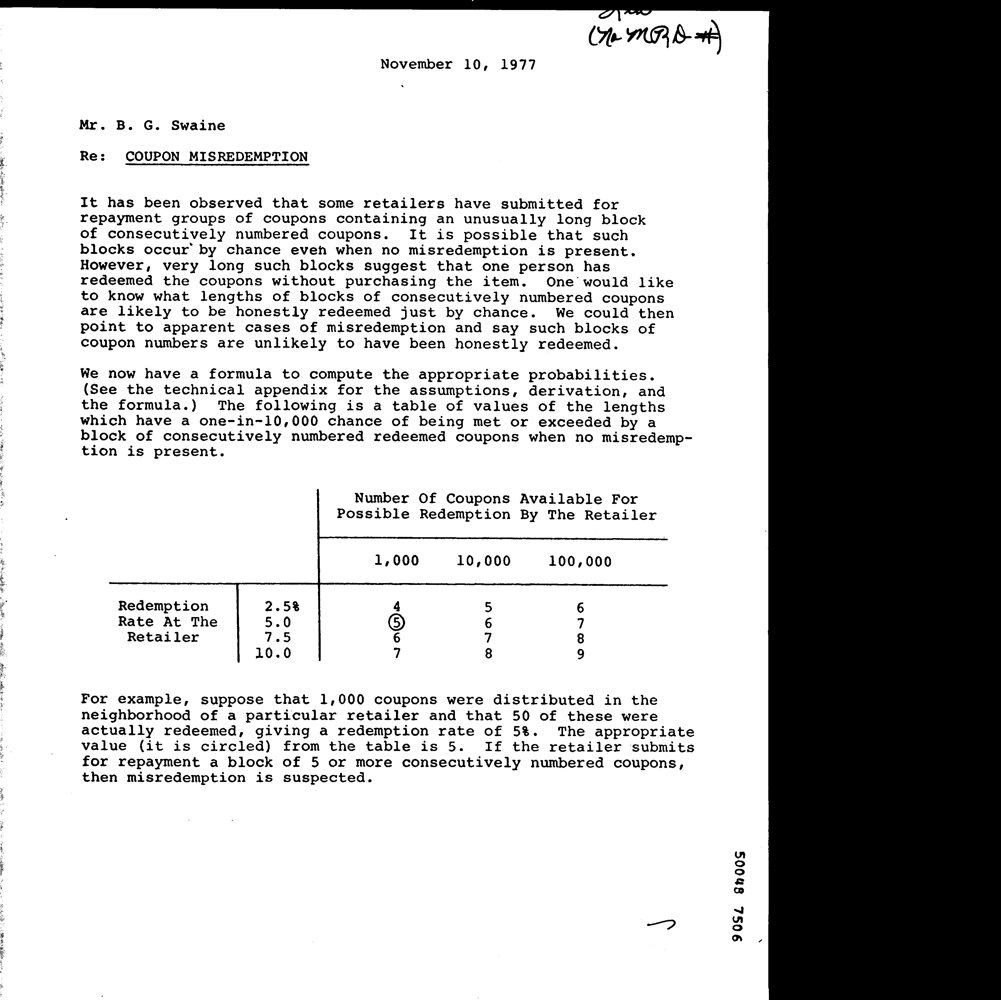 (No MRD #)
November 10, 1977
Mr. B. G. Swaine
Re: COUPON MISREDEMPTION
It has been observed that some retailers have submitted for
repayment groups of coupons containing an unusually long block
of consecutively numbered coupons. It is possible that such
blocks occur by chance even when no misredemption is present.
However, very long such blocks suggest that one person has
redeemed the coupons without purchasing the item. One would like
to know what lengths of blocks of consecutively numbered coupons
are likely to be honestly redeemed just by chance. We could then
point to apparent cases of misredemption and say such blocks of
coupon numbers are unlikely to have been honestly redeemed.
We now have a formula to compute the appropriate probabilities.
(See the technical appendix for the assumptions, derivation, and
the formula.) The following is a table of values of the lengths
which have a one-in-10,000 chance of being met or exceeded by a
block of consecutively numbered redeemed coupons when no misredemp-
tion is present.
Number Of Coupons Available For
Possible Redemption By The Retailer
1,000 10,000 100,000
Redemption 2.5% 4 5 6
Rate At The 5.0 5 6 7
Retailer 7.5 6 7 8
10.0 7 8 9
For example, suppose that 1,000 coupons were distributed in the
neighborhood of a particular retailer and that 50 of these were
actually redeemed, giving a redemption rate of 5%. The appropriate
value (it is circled) from the table is 5. If the retailer submits
for repayment a block of 5 or more consecutively numbered coupons,
then misredemption is suspected.
50048 7506